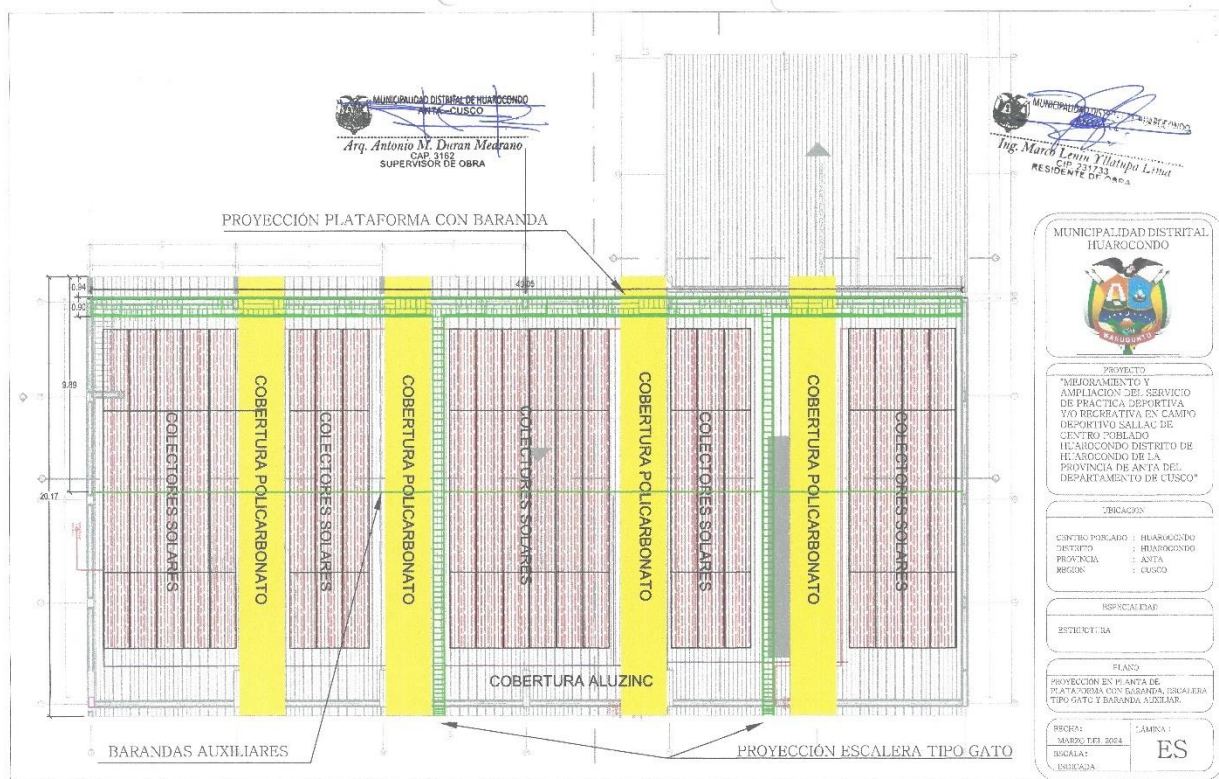 MUNICIPALIDAD DISTRITAL DE HUAROCONDO
ANTA - CUSCO
Arq. Antonio M. Duran Medrano
CAP. 3162
SUPERVISOR DE OBRA
Ing. Marco Lenin
CIP. 231733
RESIDENTE DE OBRA
PROYECCIÓN PLATAFORMA CON BARANDA
0.94
0.93
9.89
20.17
COLECTORES SOLARES
COBERTURA POLICARBONATO
COLECTORES SOLARES
COBERTURA POLICARBONATO
COLECTORES SOLARES
COBERTURA POLICARBONATO
COLECTORES SOLARES
COBERTURA POLICARBONATO
COLECTORES SOLARES
COBERTURA ALUZINC
BARANDAS AUXILIARES
PROYECCIÓN ESCALERA TIPO GATO
MUNICIPALIDAD DISTRITAL
HUAROCONDO
PROYECTO
"MEJORAMIENTO Y
AMPLIACION DEL SERVICIO
DE PRACTICA DEPORTIVA
Y/O RECREATIVA EN CAMPO
DEPORTIVO SALLAC DE
CENTRO POBLADO
HUAROCONDO DISTRITO DE
HUAROCONDO DE LA
PROVINCIA DE ANTA DEL
DEPARTAMENTO DE CUSCO"
UBICACION
CENTRO POBLADO : HUAROCONDO
DISTRITO : HUAROCONDO
PROVINCIA : ANTA
REGION : CUSCO
ESPECIALIDAD
ESTRUCTURA
PLANO
PROYECCIÓN EN PLANTA DE
PLATAFORMA CON BARANDA, ESCALERA
TIPO GATO Y BARANDA AUXILIAR.
FECHA:
MARZO DEL 2024
ESCALA:
INDICADA
LÁMINA :
ES